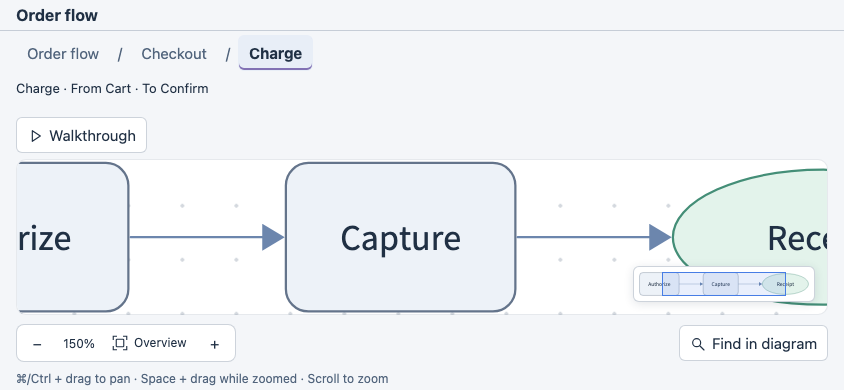 Order flow
Order flow / Checkout / Charge
Charge · From Cart · To Confirm
Walkthrough
rize
Capture
Rece
Authorize
Capture
Receipt
− 150% Overview +
Find in diagram
⌘/Ctrl + drag to pan · Space + drag while zoomed · Scroll to zoom